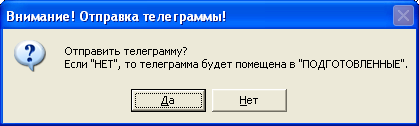 Внимание! Отправка телеграммы!
Отправить телеграмму?
Если "НЕТ", то телеграмма будет помещена в "ПОДГОТОВЛЕННЫЕ".
Да
Нет